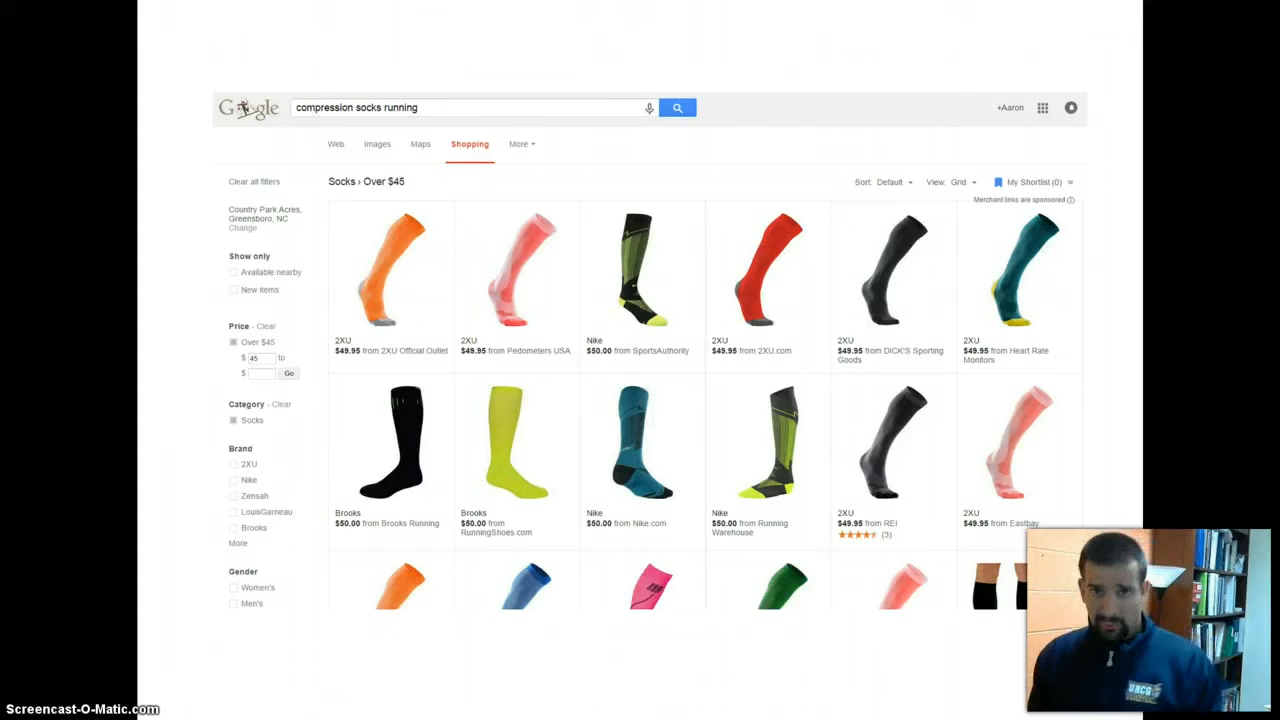 Google
compression socks running
+Aaron
Web Images Maps Shopping More
Clear all filters
Socks › Over $45
Sort: Default
View: Grid
My Shortlist (0)
Merchant links are sponsored
Country Park Acres,
Greensboro, NC
Change
Show only
Available nearby
New items
Price - Clear
Over $45
$ 45 to
$ Go
Category - Clear
Socks
Brand
2XU
Nike
Zensah
LouisGarneau
Brooks
More
Gender
Women's
Men's
2XU
$49.95 from 2XU Official Outlet
2XU
$49.95 from Pedometers USA
Nike
$50.00 from SportsAuthority
2XU
$49.95 from 2XU.com
2XU
$49.95 from DICK'S Sporting
Goods
2XU
$49.95 from Heart Rate
Monitors
Brooks
$50.00 from Brooks Running
Brooks
$50.00 from
RunningShoes.com
Nike
$50.00 from Nike.com
Nike
$50.00 from Running
Warehouse
2XU
$49.95 from REI
(3)
2XU
$49.95 from Eastbay
UNCG
Screencast-O-Matic.com